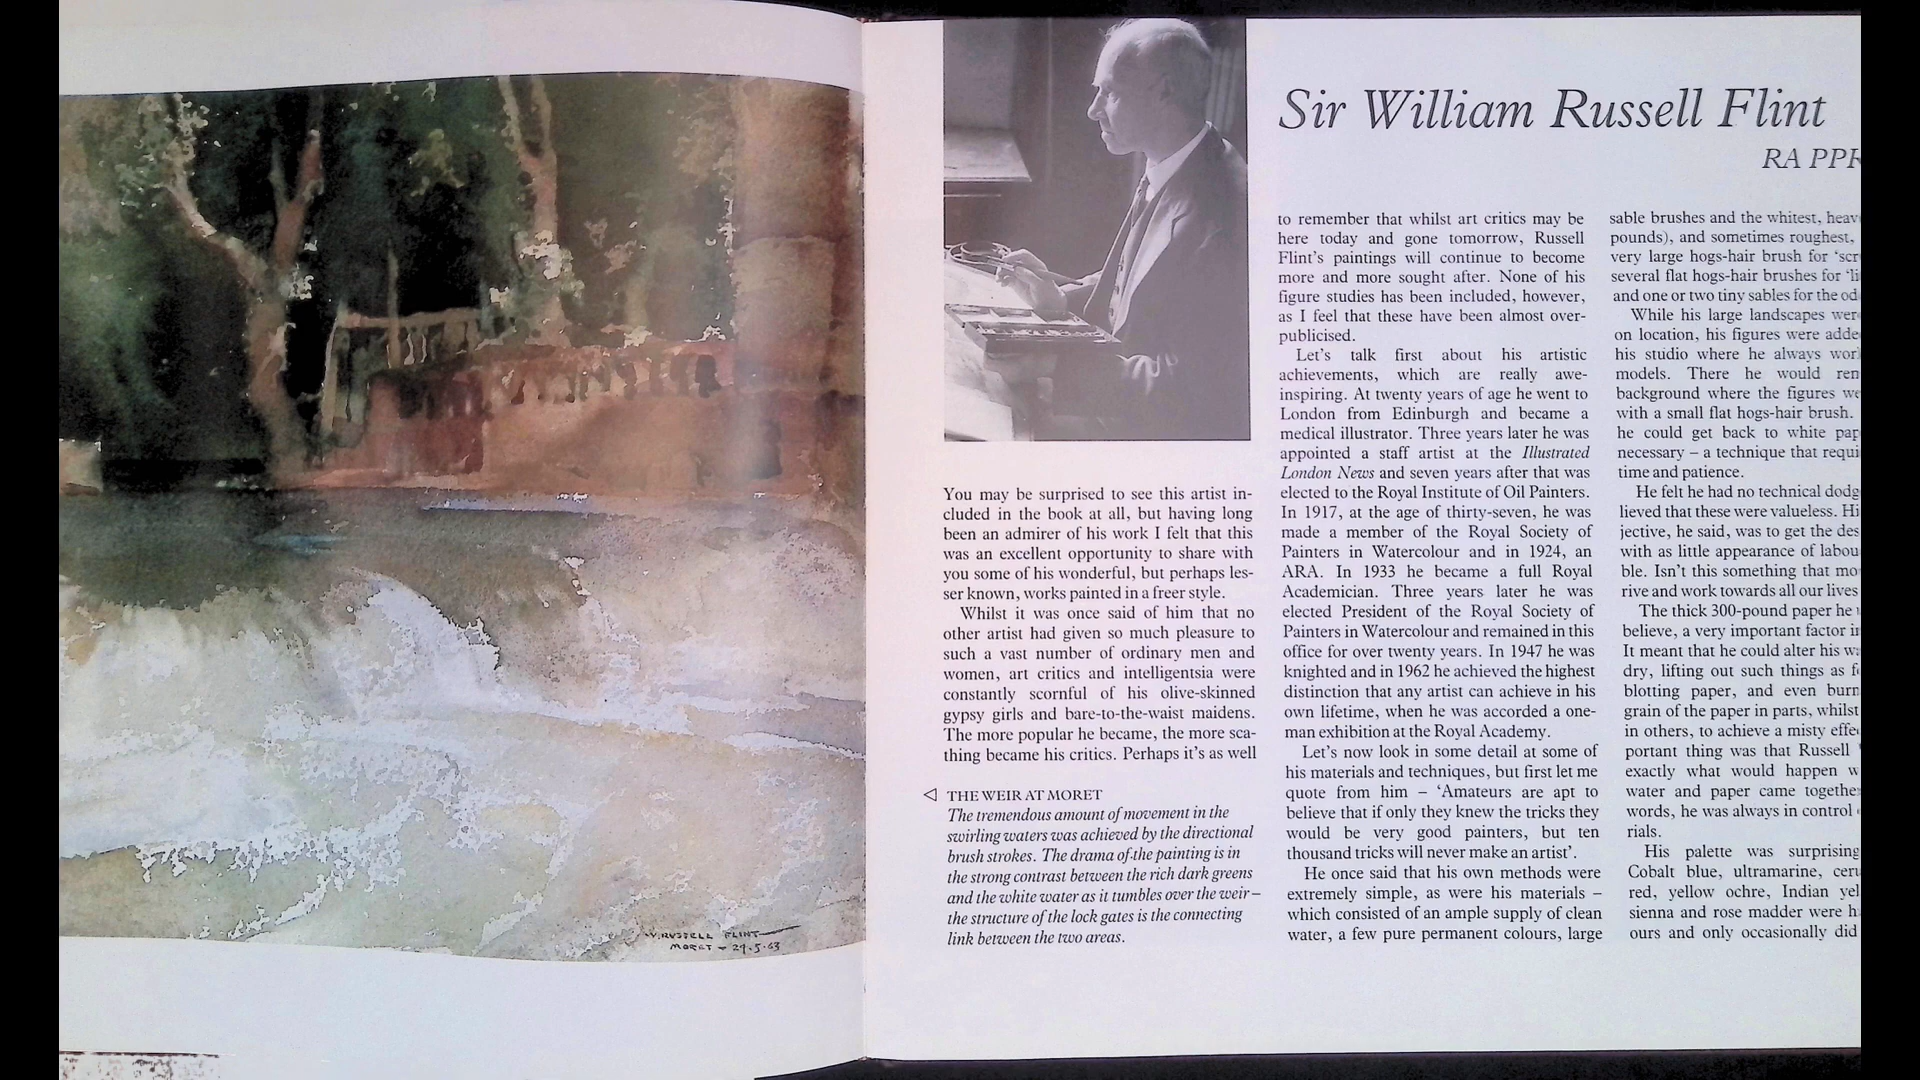 W. RUSSELL FLINT
MORET – 29.5.63
Sir William Russell Flint
RA
You may be surprised to see this artist in-
cluded in the book at all, but having long
been an admirer of his work I felt that this
was an excellent opportunity to share with
you some of his wonderful, but perhaps les-
ser known, works painted in a freer style.
Whilst it was once said of him that no
other artist had given so much pleasure to
such a vast number of ordinary men and
women, art critics and intelligentsia were
constantly scornful of his olive-skinned
gypsy girls and bare-to-the-waist maidens.
The more popular he became, the more sca-
thing became his critics. Perhaps it's as well
◁ THE WEIR AT MORET
The tremendous amount of movement in the
swirling waters was achieved by the directional
brush strokes. The drama of the painting is in
the strong contrast between the rich dark greens
and the white water as it tumbles over the weir –
the structure of the lock gates is the connecting
link between the two areas.
to remember that whilst art critics may be
here today and gone tomorrow, Russell
Flint's paintings will continue to become
more and more sought after. None of his
figure studies has been included, however,
as I feel that these have been almost over-
publicised.
Let's talk first about his artistic
achievements, which are really awe-
inspiring. At twenty years of age he went to
London from Edinburgh and became a
medical illustrator. Three years later he was
appointed a staff artist at the Illustrated
London News and seven years after that was
elected to the Royal Institute of Oil Painters.
In 1917, at the age of thirty-seven, he was
made a member of the Royal Society of
Painters in Watercolour and in 1924, an
ARA. In 1933 he became a full Royal
Academician. Three years later he was
elected President of the Royal Society of
Painters in Watercolour and remained in this
office for over twenty years. In 1947 he was
knighted and in 1962 he achieved the highest
distinction that any artist can achieve in his
own lifetime, when he was accorded a one-
man exhibition at the Royal Academy.
Let's now look in some detail at some of
his materials and techniques, but first let me
quote from him – 'Amateurs are apt to
believe that if only they knew the tricks they
would be very good painters, but ten
thousand tricks will never make an artist'.
He once said that his own methods were
extremely simple, as were his materials –
which consisted of an ample supply of clean
water, a few pure permanent colours, large
sable brushes and the whitest,
pounds), and sometimes roughest,
very large hogs-hair brush for
several flat hogs-hair brushes for
and one or two tiny sables for the
While his large landscapes
on location, his figures were
his studio where he always
models. There he would
background where the figures
with a small flat hogs-hair brush.
he could get back to white
necessary – a technique that
time and patience.
He felt he had no technical
lieved that these were valueless.
jective, he said, was to get the
with as little appearance of
ble. Isn't this something that
rive and work towards all our lives
The thick 300-pound paper he
believe, a very important factor
It meant that he could alter his
dry, lifting out such things as
blotting paper, and even
grain of the paper in parts, whilst
in others, to achieve a misty
portant thing was that Russell
exactly what would happen
water and paper came
words, he was always in control
rials.
His palette was
Cobalt blue, ultramarine,
red, yellow ochre, Indian
sienna and rose madder were
ours and only occasionally did